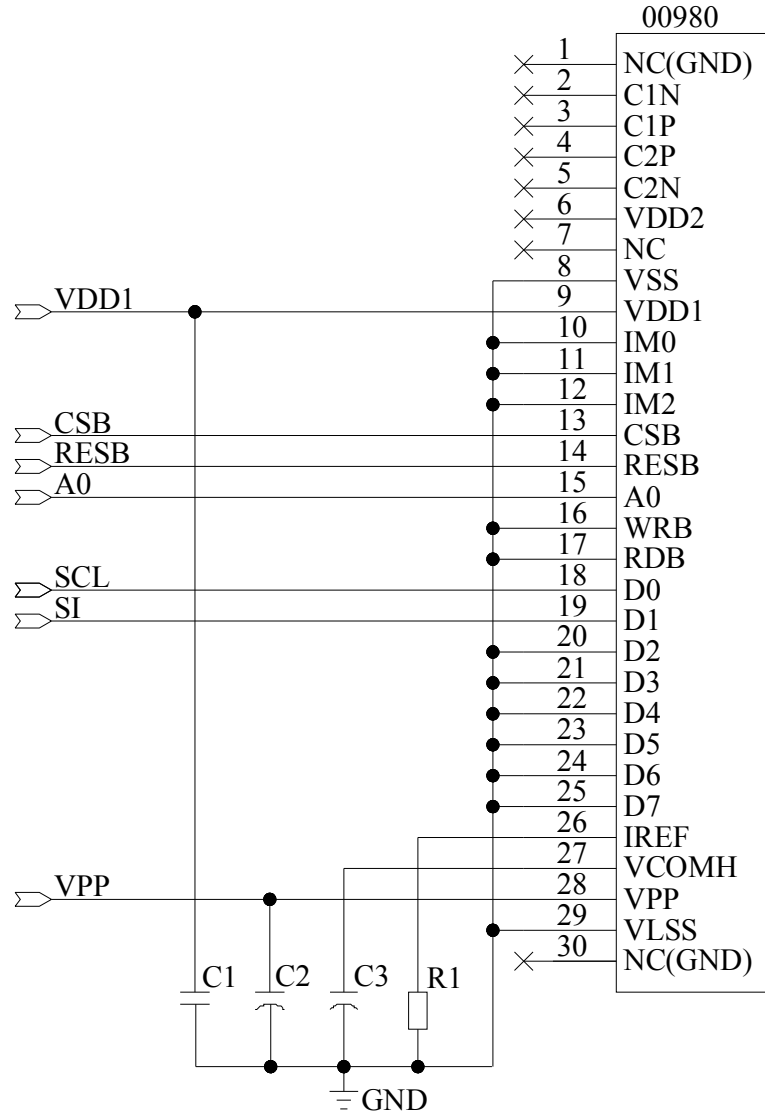 00980
1 NC(GND)
2 C1N
3 C1P
4 C2P
5 C2N
6 VDD2
7 NC
8 VSS
VDD1 9 VDD1
10 IM0
11 IM1
12 IM2
CSB 13 CSB
RESB 14 RESB
A0 15 A0
16 WRB
17 RDB
SCL 18 D0
SI 19 D1
20 D2
21 D3
22 D4
23 D5
24 D6
25 D7
26 IREF
27 VCOMH
VPP 28 VPP
29 VLSS
30 NC(GND)
C1 C2 C3 R1
GND